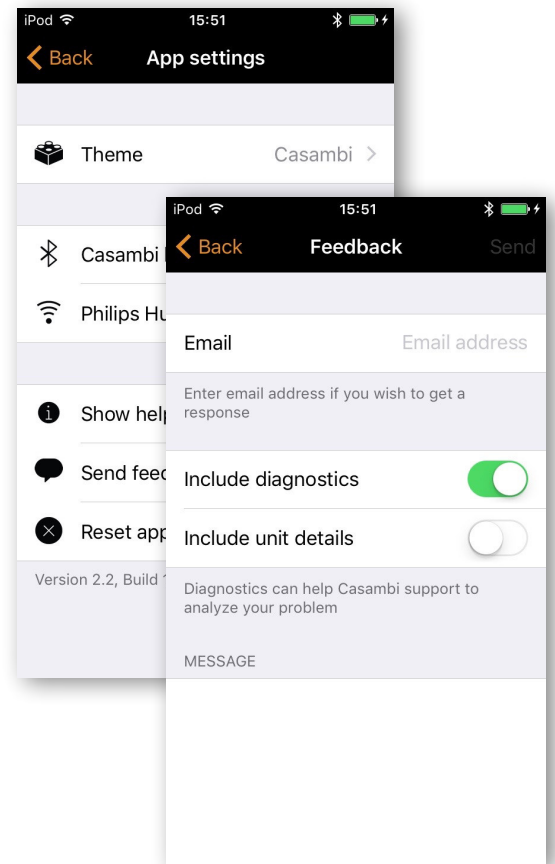 iPod 15:51
Back App settings
Theme Casambi
Casambi
Philips Hu
Show help
Send feed
Reset app
Version 2.2, Build
iPod 15:51
Back Feedback Send
Email Email address
Enter email address if you wish to get a
response
Include diagnostics
Include unit details
Diagnostics can help Casambi support to
analyze your problem
MESSAGE